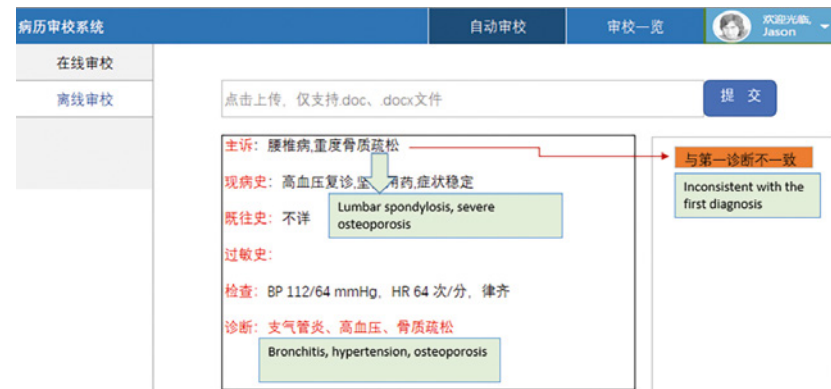 病历审校系统
自动审校
审校一览
欢迎光临,
Jason
在线审校
离线审校
点击上传, 仅支持.doc、.docx文件
提 交
主诉: 腰椎病,重度骨质疏松
与第一诊断不一致
Inconsistent with the
first diagnosis
现病史: 高血压复诊,坚 用药,症状稳定
Lumbar spondylosis, severe
osteoporosis
既往史: 不详
过敏史:
检查: BP 112/64 mmHg, HR 64 次/分, 律齐
诊断: 支气管炎、高血压、骨质疏松
Bronchitis, hypertension, osteoporosis